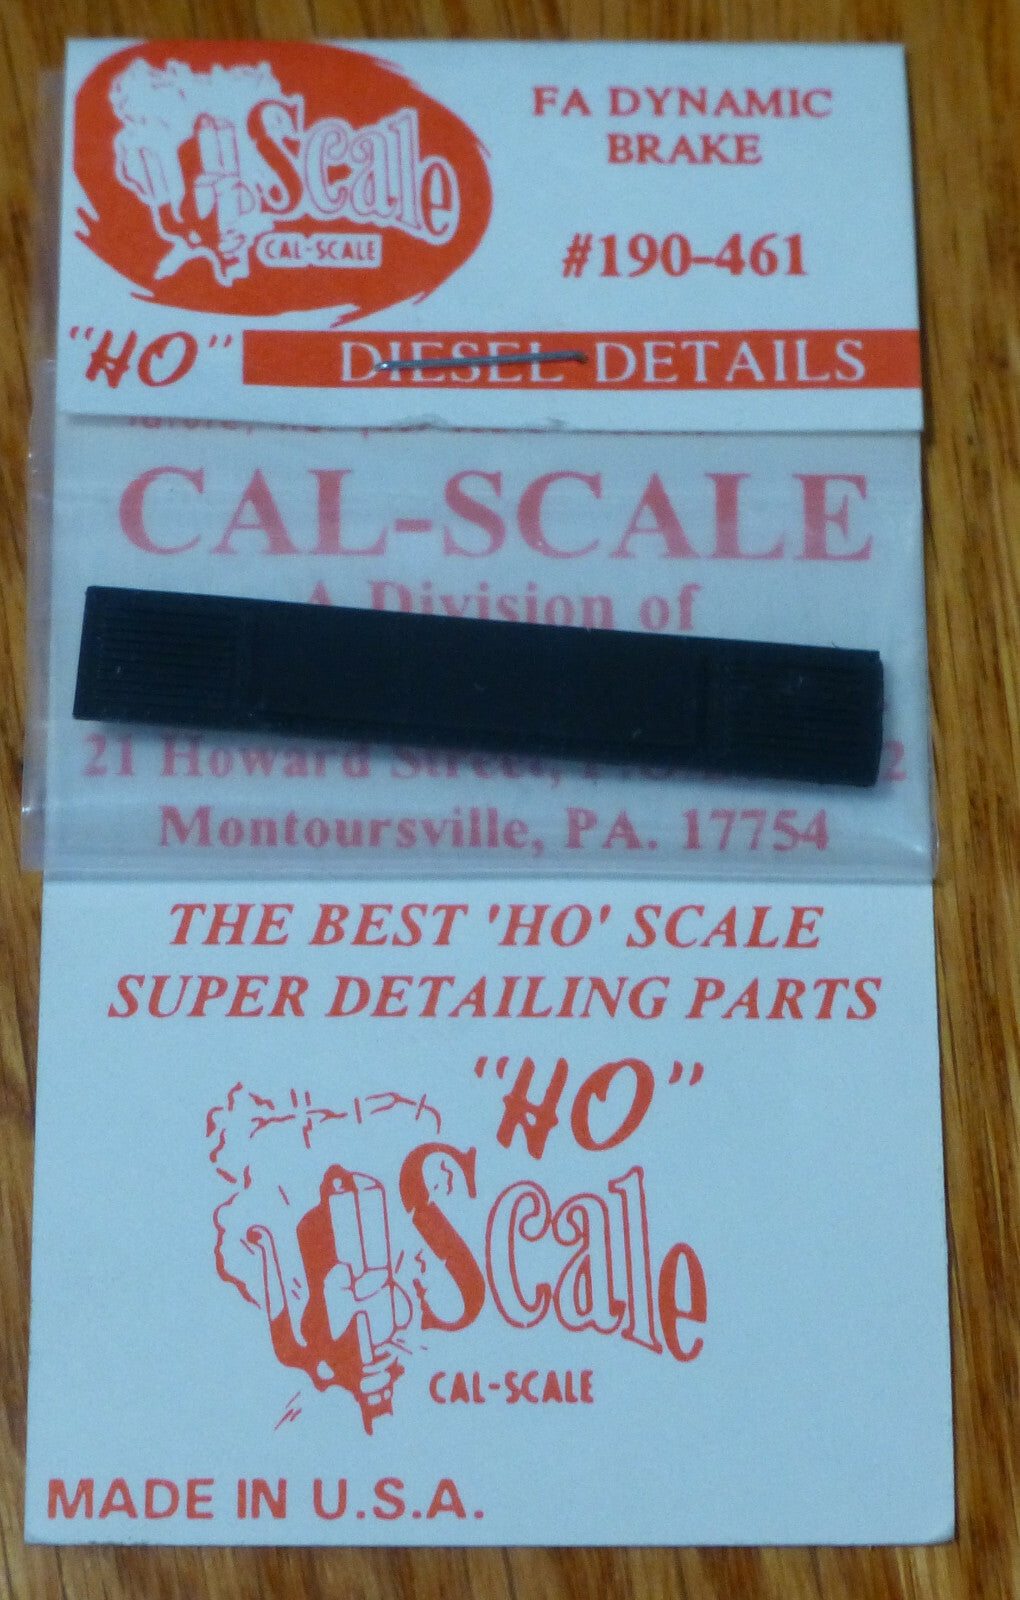 Scale
CAL-SCALE
FA DYNAMIC
BRAKE
#190-461
"HO"
DIESEL DETAILS
CAL-SCALE
A Division of
21 Howard Street,
Montoursville, PA. 17754
THE BEST 'HO' SCALE
SUPER DETAILING PARTS
"HO"
Scale
CAL-SCALE
MADE IN U.S.A.